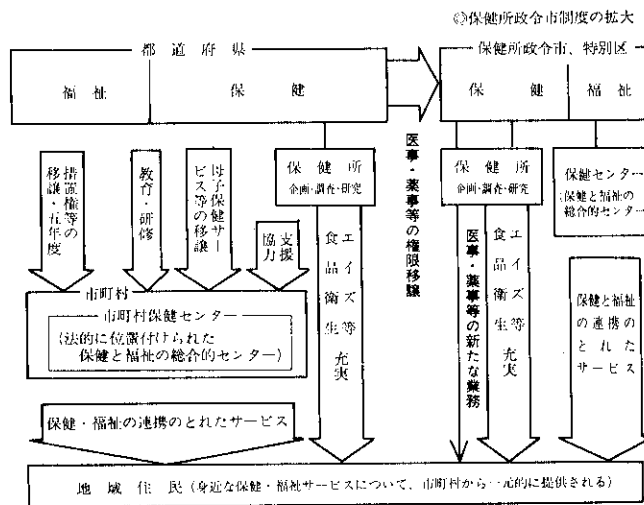 ◎保健所政令市制度の拡大
都道府県
福祉
保健
保健所政令市、特別区
保健
福祉
医事・薬事等の権限移譲
措置権等の
移譲・五年度
教育・研修
母子保健サー
ビス等の移譲
支援
協力
保健所
企画・調査・研究
エイズ等
食品衛生
充実
保健所
企画・調査・研究
医事・薬事等の新たな業務
エイズ等
食品衛生
充実
保健センター
保健と福祉の
総合的センター
保健と福祉
の連携の
とれた
サービス
市町村
市町村保健センター
(法的に位置付けられた
保健と福祉の総合的センター)
保健・福祉の連携のとれたサービス
地域住民(身近な保健・福祉サービスについて、市町村から一元的に提供される)